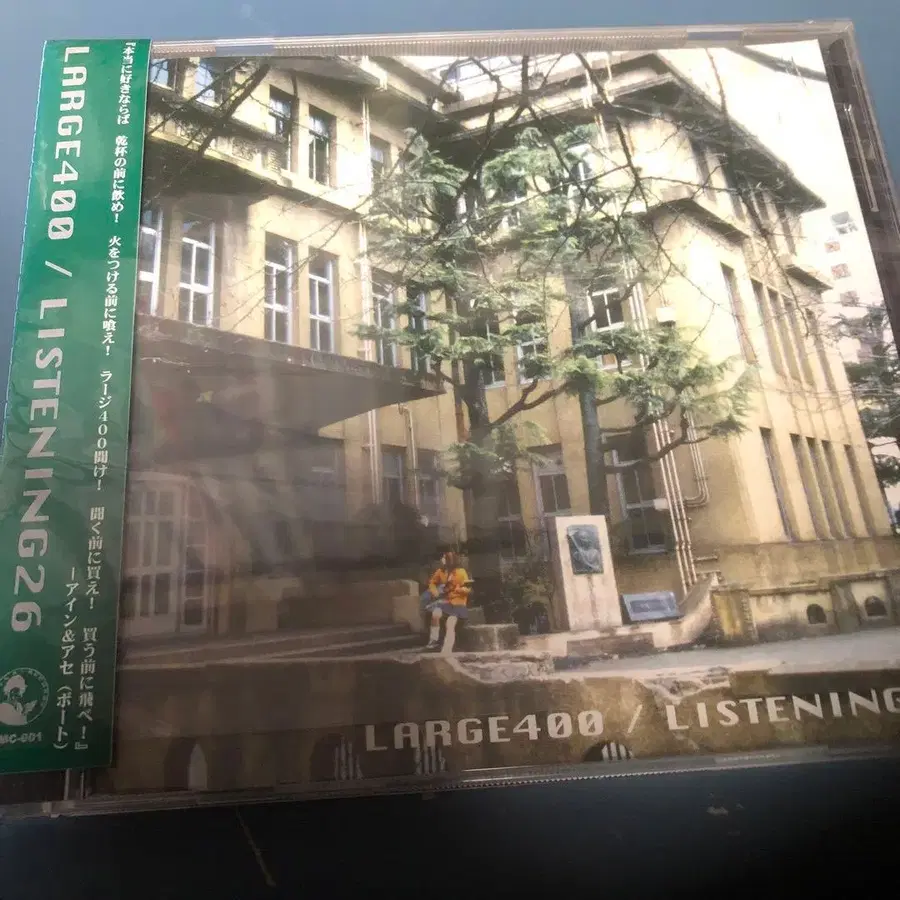 LARGE400 / LISTENING26
『本当に好きならば 乾杯の前に飲め! 火をつける前に喰え! ラージ400聞け! 聞く前に買え! 買う前に飛べ!』
ーアイン&アセ(ボート)
MC-001
LARGE400 / LISTENING